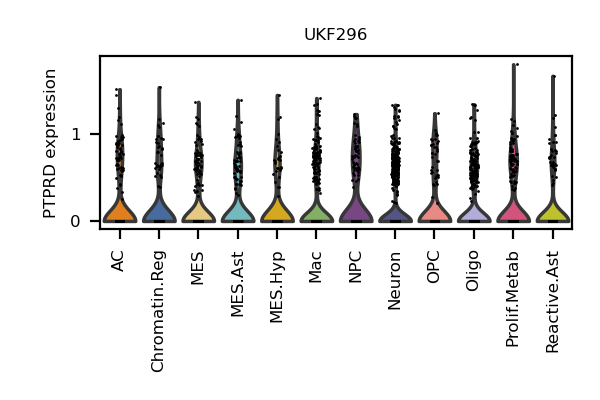 UKF296
PTPRD expression
1
0
AC
Chromatin.Reg
MES
MES.Ast
MES.Hyp
Mac
NPC
Neuron
OPC
Oligo
Prolif.Metab
Reactive.Ast